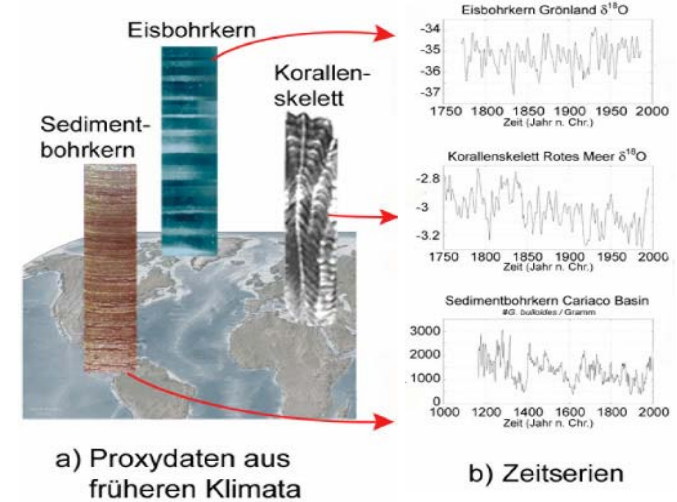 Eisbohrkern
Korallen-
skelett
Sediment-
bohrkern
a) Proxydaten aus
früheren Klimata
Eisbohrkern Grönland δ¹⁸O
-34
-35
-36
-37
1750 1800 1850 1900 1950 2000
Zeit (Jahr n. Chr.)
Korallenskelett Rotes Meer δ¹⁸O
-2.8
-3
-3.2
1750 1800 1850 1900 1950 2000
Zeit (Jahr n. Chr.)
Sedimentbohrkern Cariaco Basin
#G. bulloides / Gramm
3000
2000
1000
0
1000 1200 1400 1600 1800 2000
Zeit (Jahr n. Chr.)
b) Zeitserien